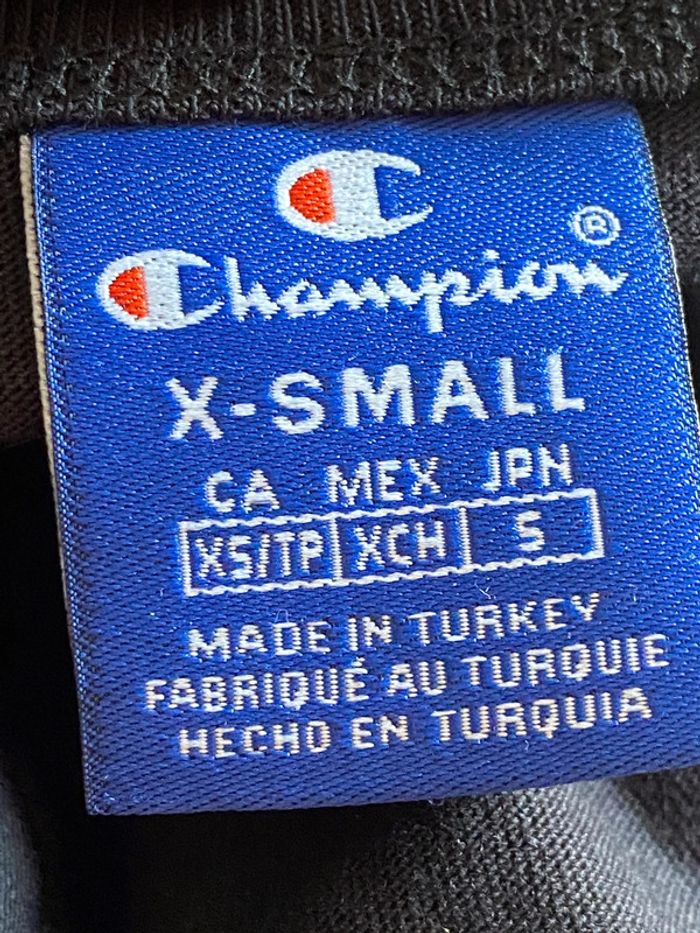 Champion®
X-SMALL
CA MEX JPN
XS/TP XCH S
MADE IN TURKEY
FABRIQUÉ AU TURQUIE
HECHO EN TURQUIA